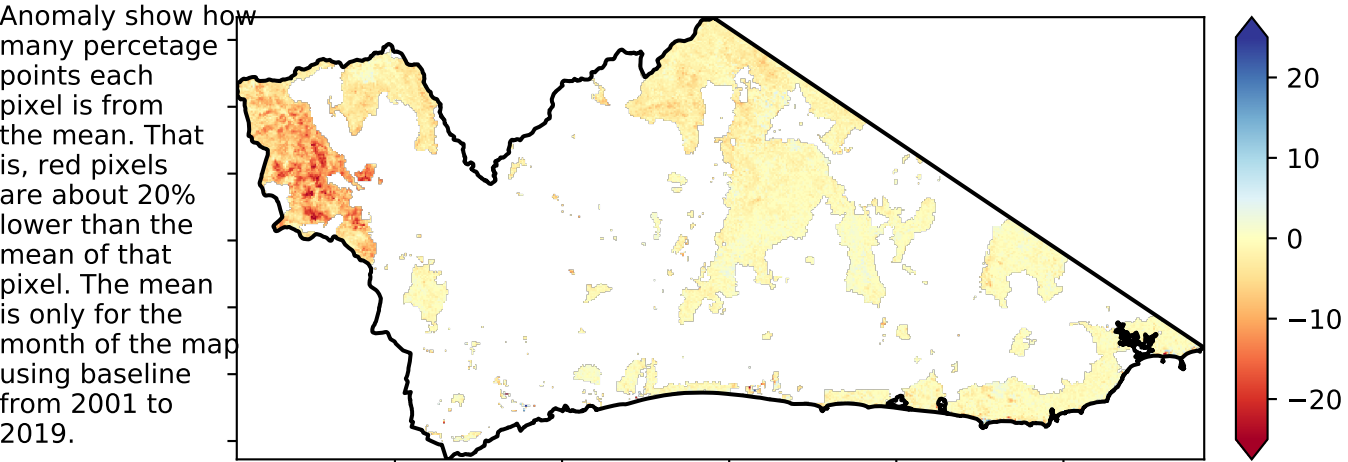 Anomaly show how
many percetage
points each
pixel is from
the mean. That
is, red pixels
are about 20%
lower than the
mean of that
pixel. The mean
is only for the
month of the map
using baseline
from 2001 to
2019.
20
10
0
−10
−20